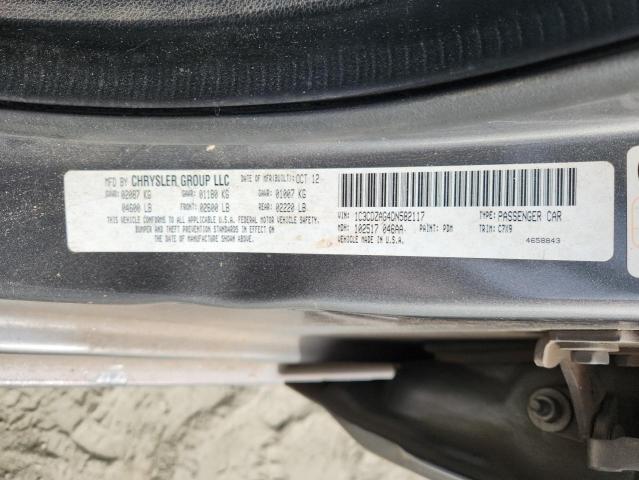 MFD BY CHRYSLER GROUP LLC DATE OF MFR(BUILT): OCT 12
GVWR: 02087 KG GAWR: 01180 KG GAWR: 01007 KG
04600 LB FRONT: 02600 LB REAR: 02220 LB
THIS VEHICLE CONFORMS TO ALL APPLICABLE U.S.A. FEDERAL MOTOR VEHICLE SAFETY,
BUMPER AND THEFT PREVENTION STANDARDS IN EFFECT ON
THE DATE OF MANUFACTURE SHOWN ABOVE.
VIN: 1C3CDZAG4DN502117 TYPE: PASSENGER CAR
MDH: 102517 046AA PAINT: PDM TRIM: C7X9
VEHICLE MADE IN U.S.A. 4658843